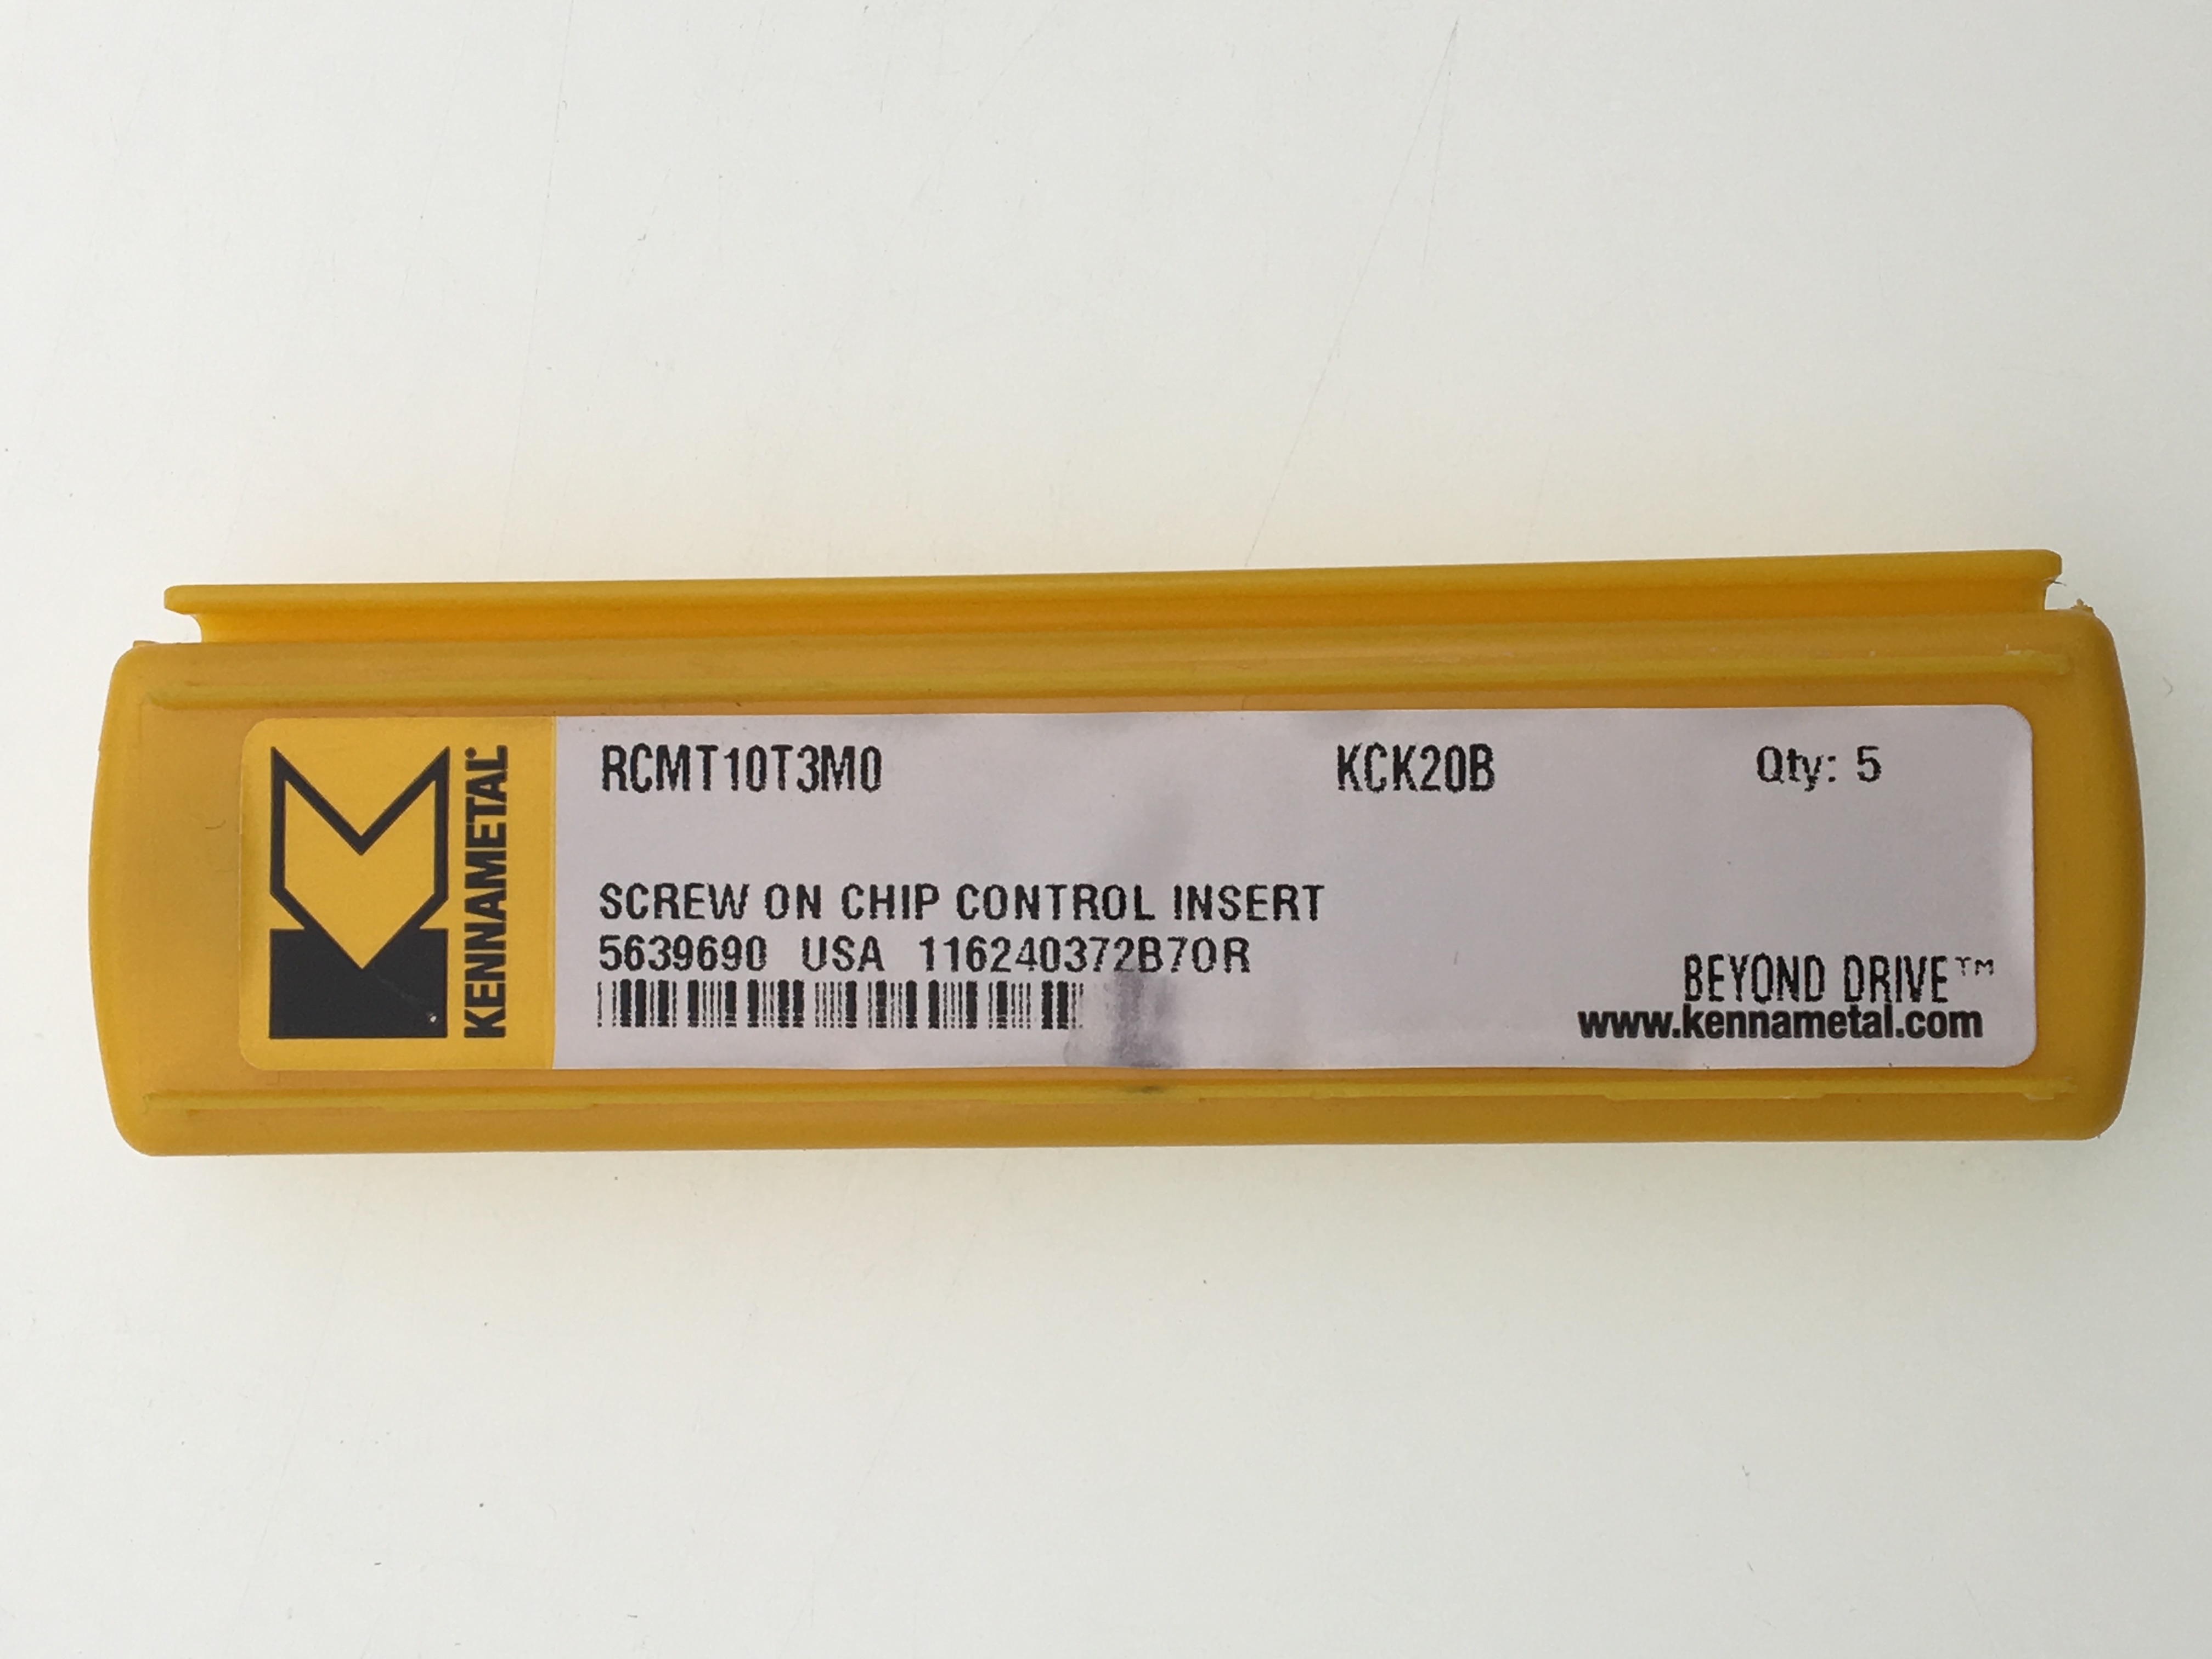 KENNAMETAL
RCMT10T3M0 KCK20B Qty: 5
SCREW ON CHIP CONTROL INSERT
5639690 USA 116240372B7OR
BEYOND DRIVE™
www.kennametal.com